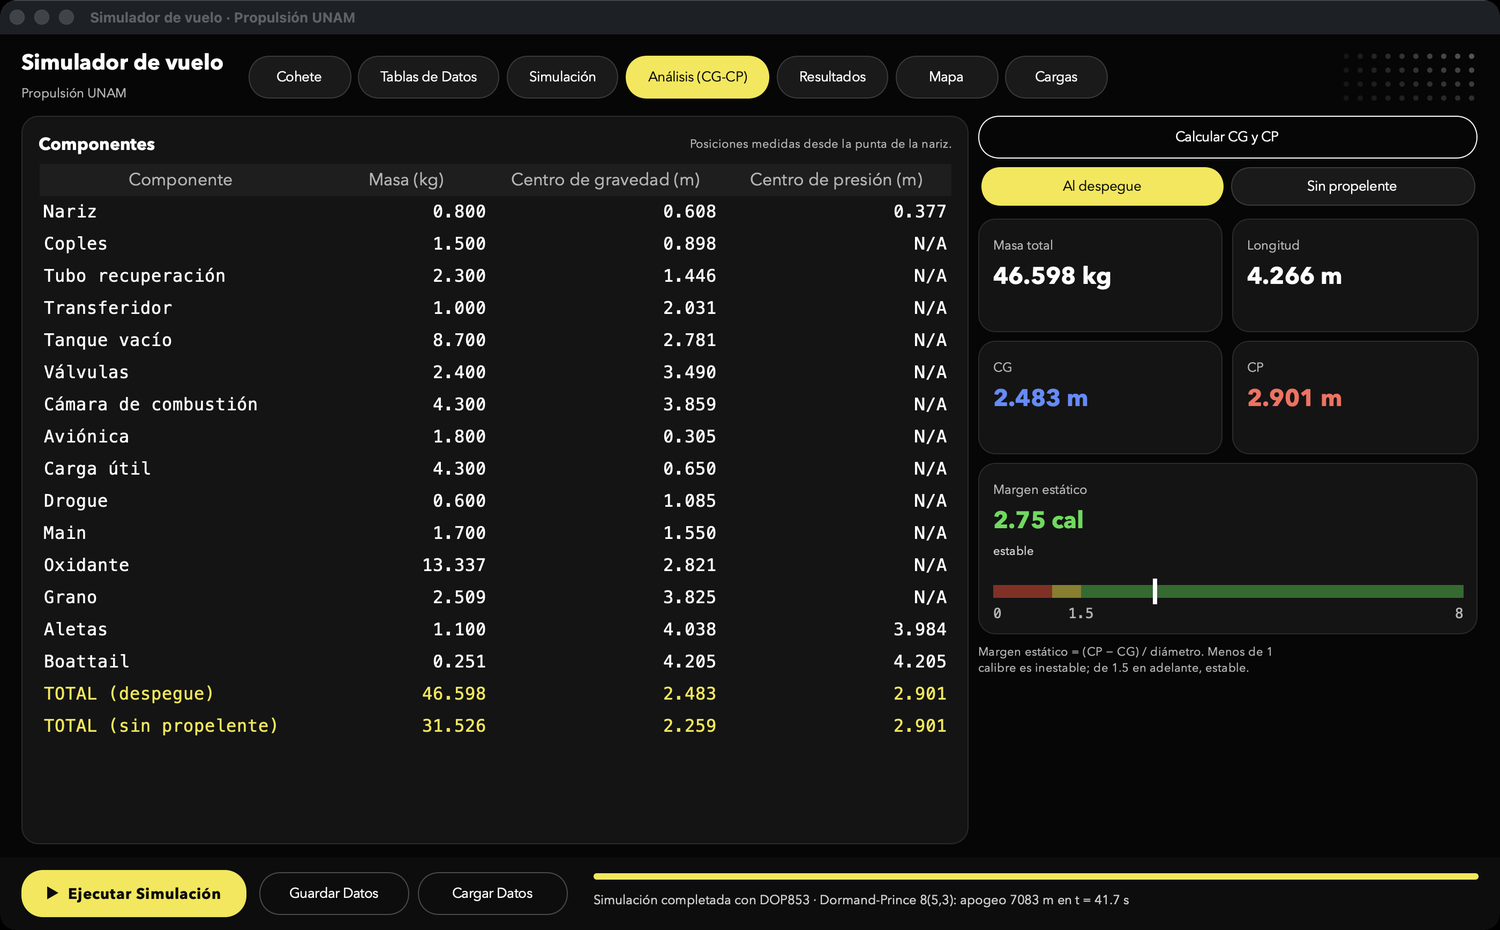 Simulador de vuelo · Propulsión UNAM
Simulador de vuelo
Propulsión UNAM
Cohete
Tablas de Datos
Simulación
Análisis (CG-CP)
Resultados
Mapa
Cargas
Componentes
Posiciones medidas desde la punta de la nariz.
Componente Masa (kg) Centro de gravedad (m) Centro de presión (m)
Nariz 0.800 0.608 0.377
Coples 1.500 0.898 N/A
Tubo recuperación 2.300 1.446 N/A
Transferidor 1.000 2.031 N/A
Tanque vacío 8.700 2.781 N/A
Válvulas 2.400 3.490 N/A
Cámara de combustión 4.300 3.859 N/A
Aviónica 1.800 0.305 N/A
Carga útil 4.300 0.650 N/A
Drogue 0.600 1.085 N/A
Main 1.700 1.550 N/A
Oxidante 13.337 2.821 N/A
Grano 2.509 3.825 N/A
Aletas 1.100 4.038 3.984
Boattail 0.251 4.205 4.205
TOTAL (despegue) 46.598 2.483 2.901
TOTAL (sin propelente) 31.526 2.259 2.901
Calcular CG y CP
Al despegue
Sin propelente
Masa total
46.598 kg
Longitud
4.266 m
CG
2.483 m
CP
2.901 m
Margen estático
2.75 cal
estable
0 1.5 8
Margen estático = (CP − CG) / diámetro. Menos de 1
calibre es inestable; de 1.5 en adelante, estable.
▶ Ejecutar Simulación
Guardar Datos
Cargar Datos
Simulación completada con DOP853 · Dormand-Prince 8(5,3): apogeo 7083 m en t = 41.7 s